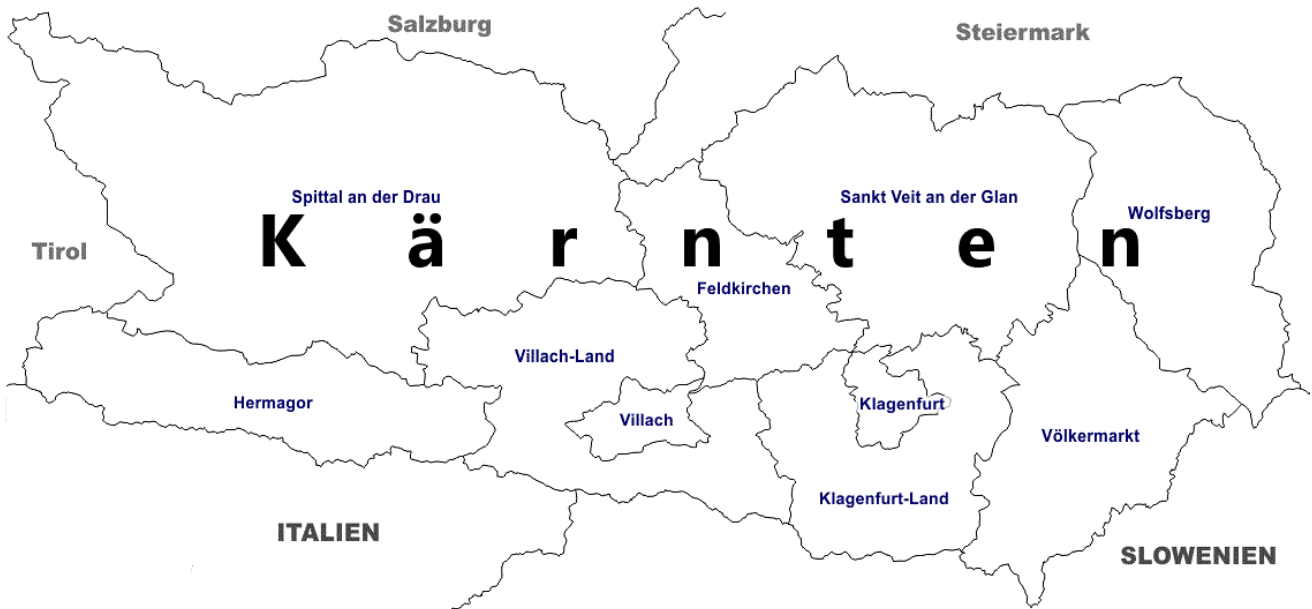 Salzburg
Steiermark
Spittal an der Drau
Sankt Veit an der Glan
Wolfsberg
Tirol
Kärnten
Feldkirchen
Villach-Land
Hermagor
Villach
Klagenfurt
Völkermarkt
Klagenfurt-Land
ITALIEN
SLOWENIEN